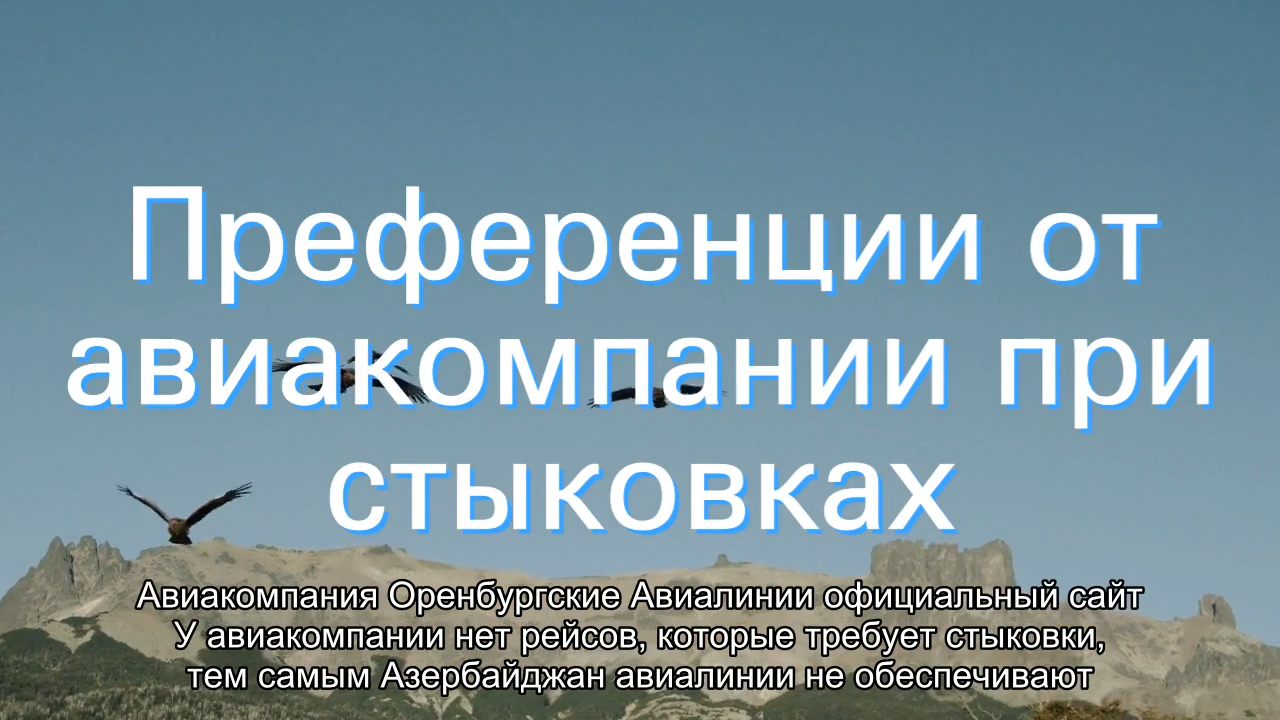 Преференции от
авиакомпании при
стыковках
Авиакомпания Оренбургские Авиалинии официальный сайт
У авиакомпании нет рейсов, которые требует стыковки,
тем самым Азербайджан авиалинии не обеспечивают